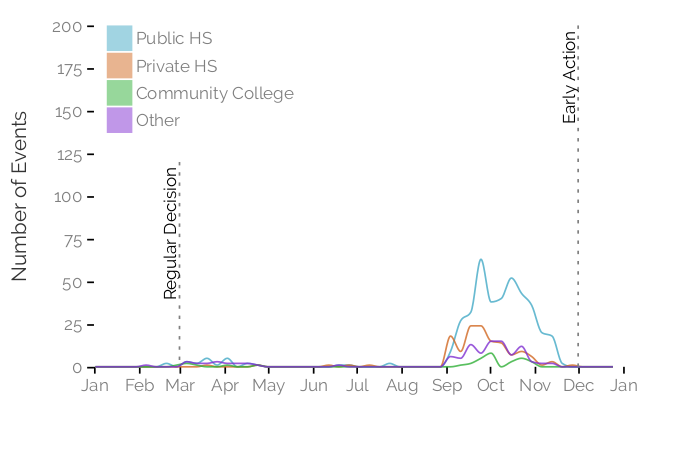 Number of Events
200
175
150
125
100
75
50
25
0
Public HS
Private HS
Community College
Other
Regular Decision
Early Action
Jan Feb Mar Apr May Jun Jul Aug Sep Oct Nov Dec Jan